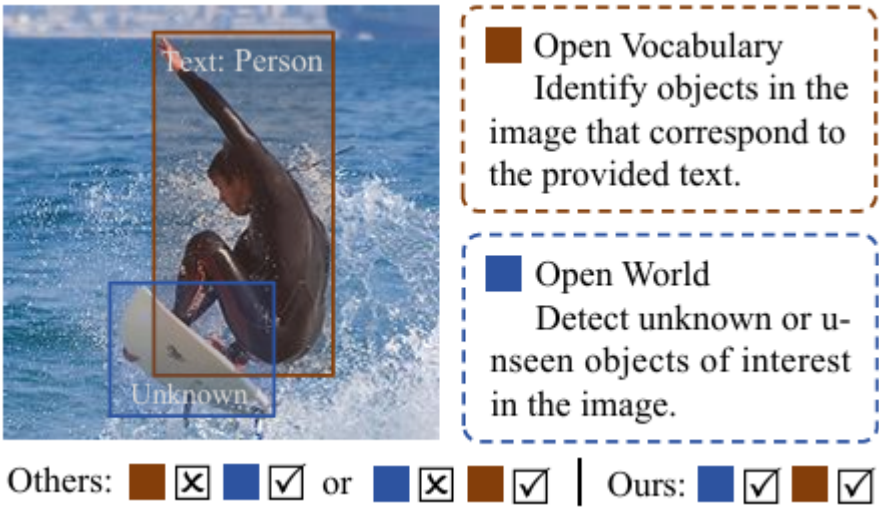 Text: Person
Unknown
Open Vocabulary
Identify objects in the
image that correspond to
the provided text.
Open World
Detect unknown or u-
nseen objects of interest
in the image.
Others: or Ours: